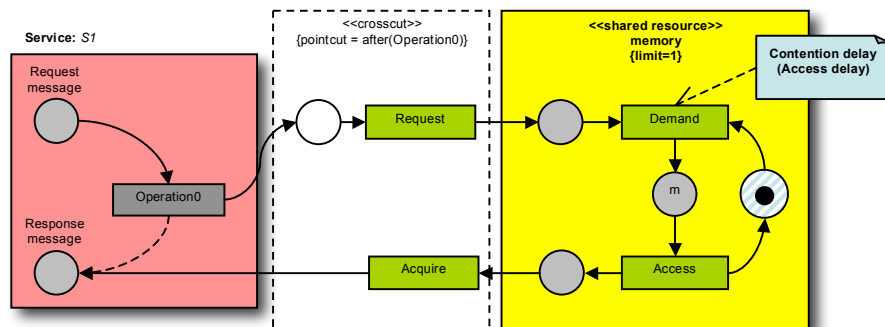 Service: S1
Request
message
Operation0
Response
message
<<crosscut>>
{pointcut = after(Operation0)}
Request
Acquire
<<shared resource>>
memory
{limit=1}
Demand
m
Access
Contention delay
(Access delay)